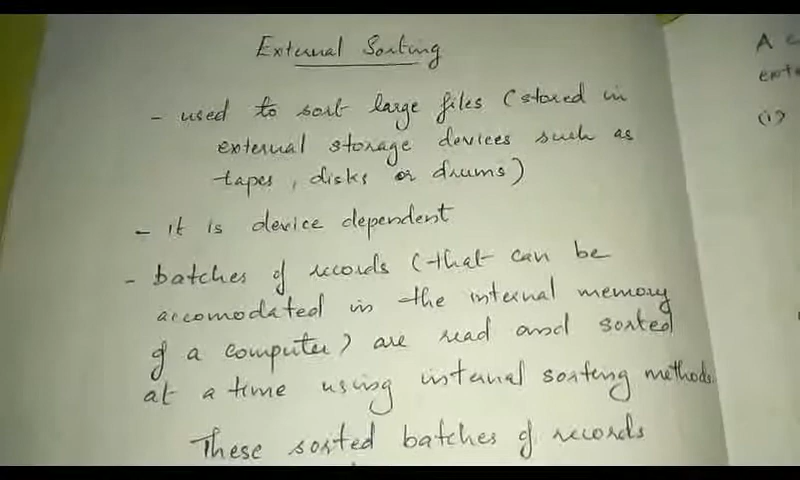 External Sorting
- used to sort large files (stored in
external storage devices such as
tapes, disks or drums)
- it is device dependent
- batches of records (that can be
accomodated in the internal memory
of a computer) are read and sorted
at a time using internal sorting methods.
These sorted batches of records
A
(i)